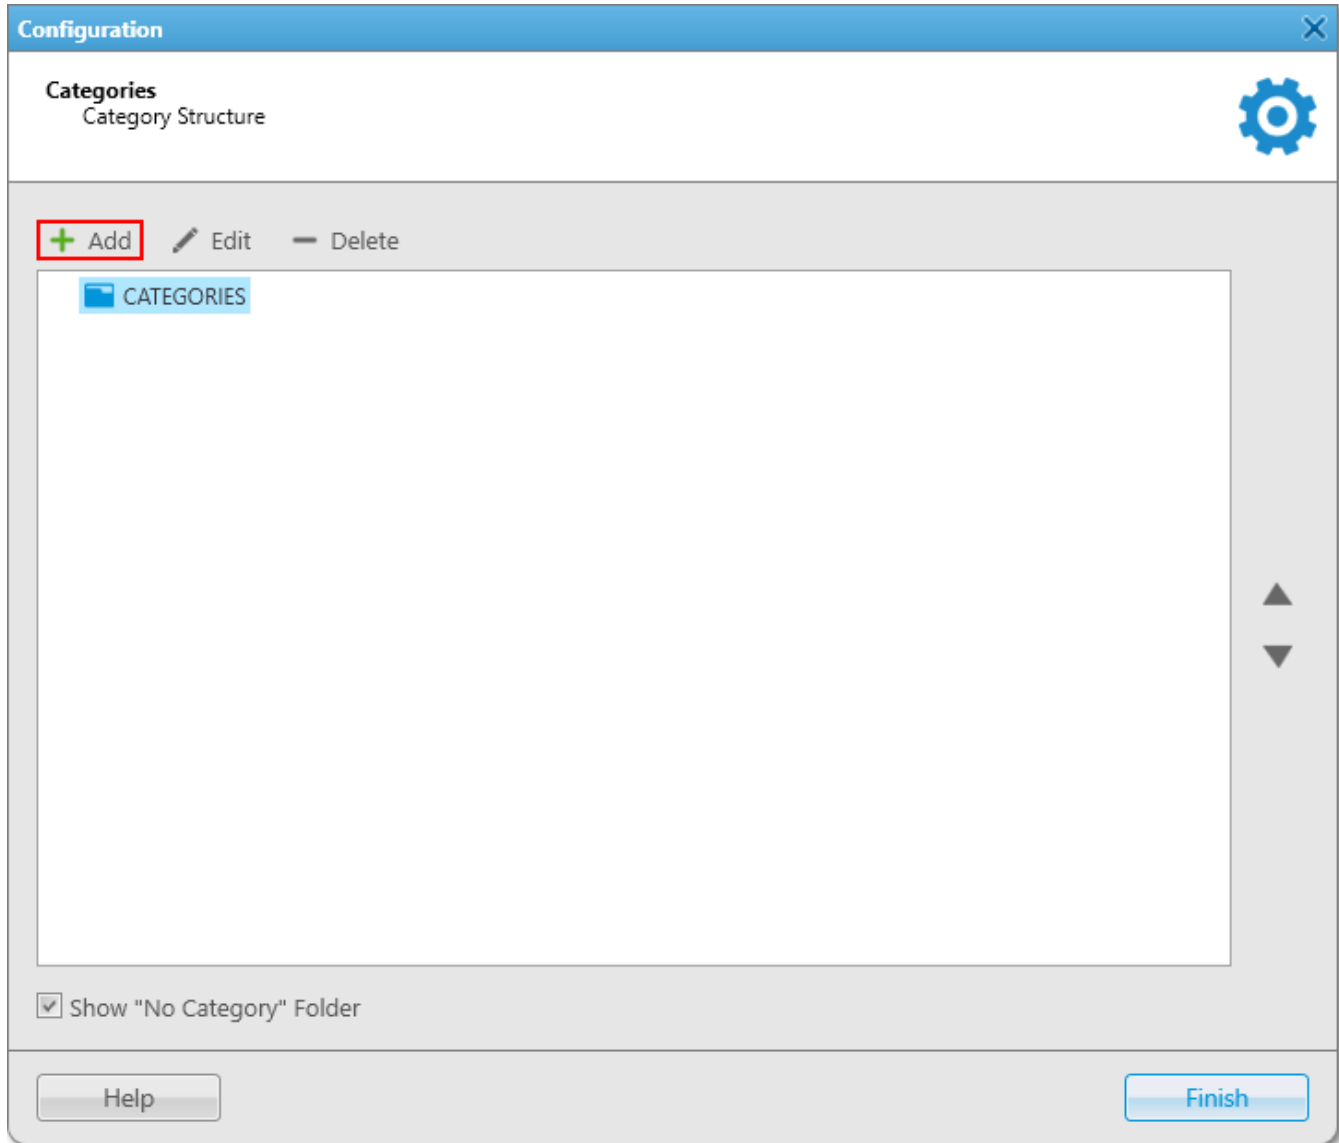 Configuration
Categories
Category Structure
Add Edit Delete
CATEGORIES
Show "No Category" Folder
Help Finish